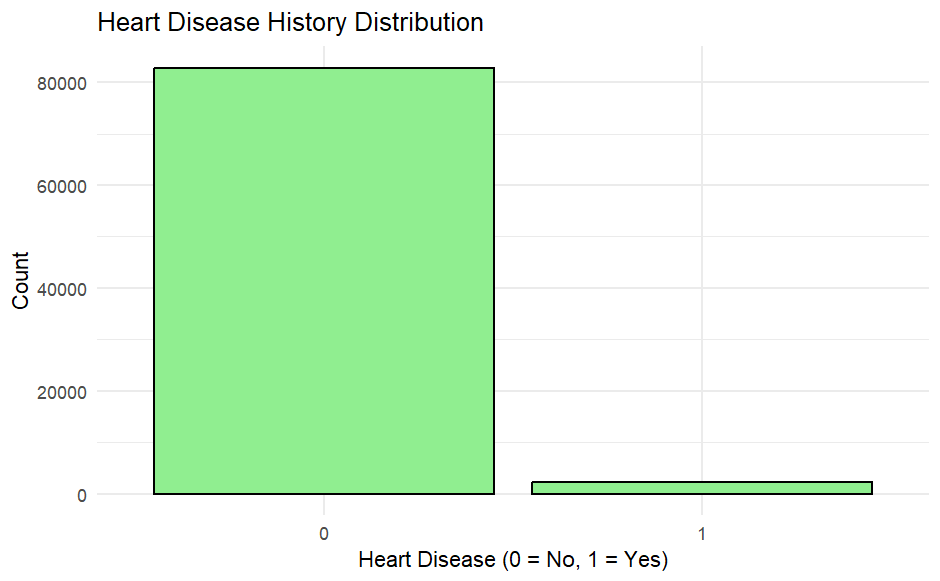 Heart Disease History Distribution
80000
60000
40000
20000
0
Count
0 1
Heart Disease (0 = No, 1 = Yes)